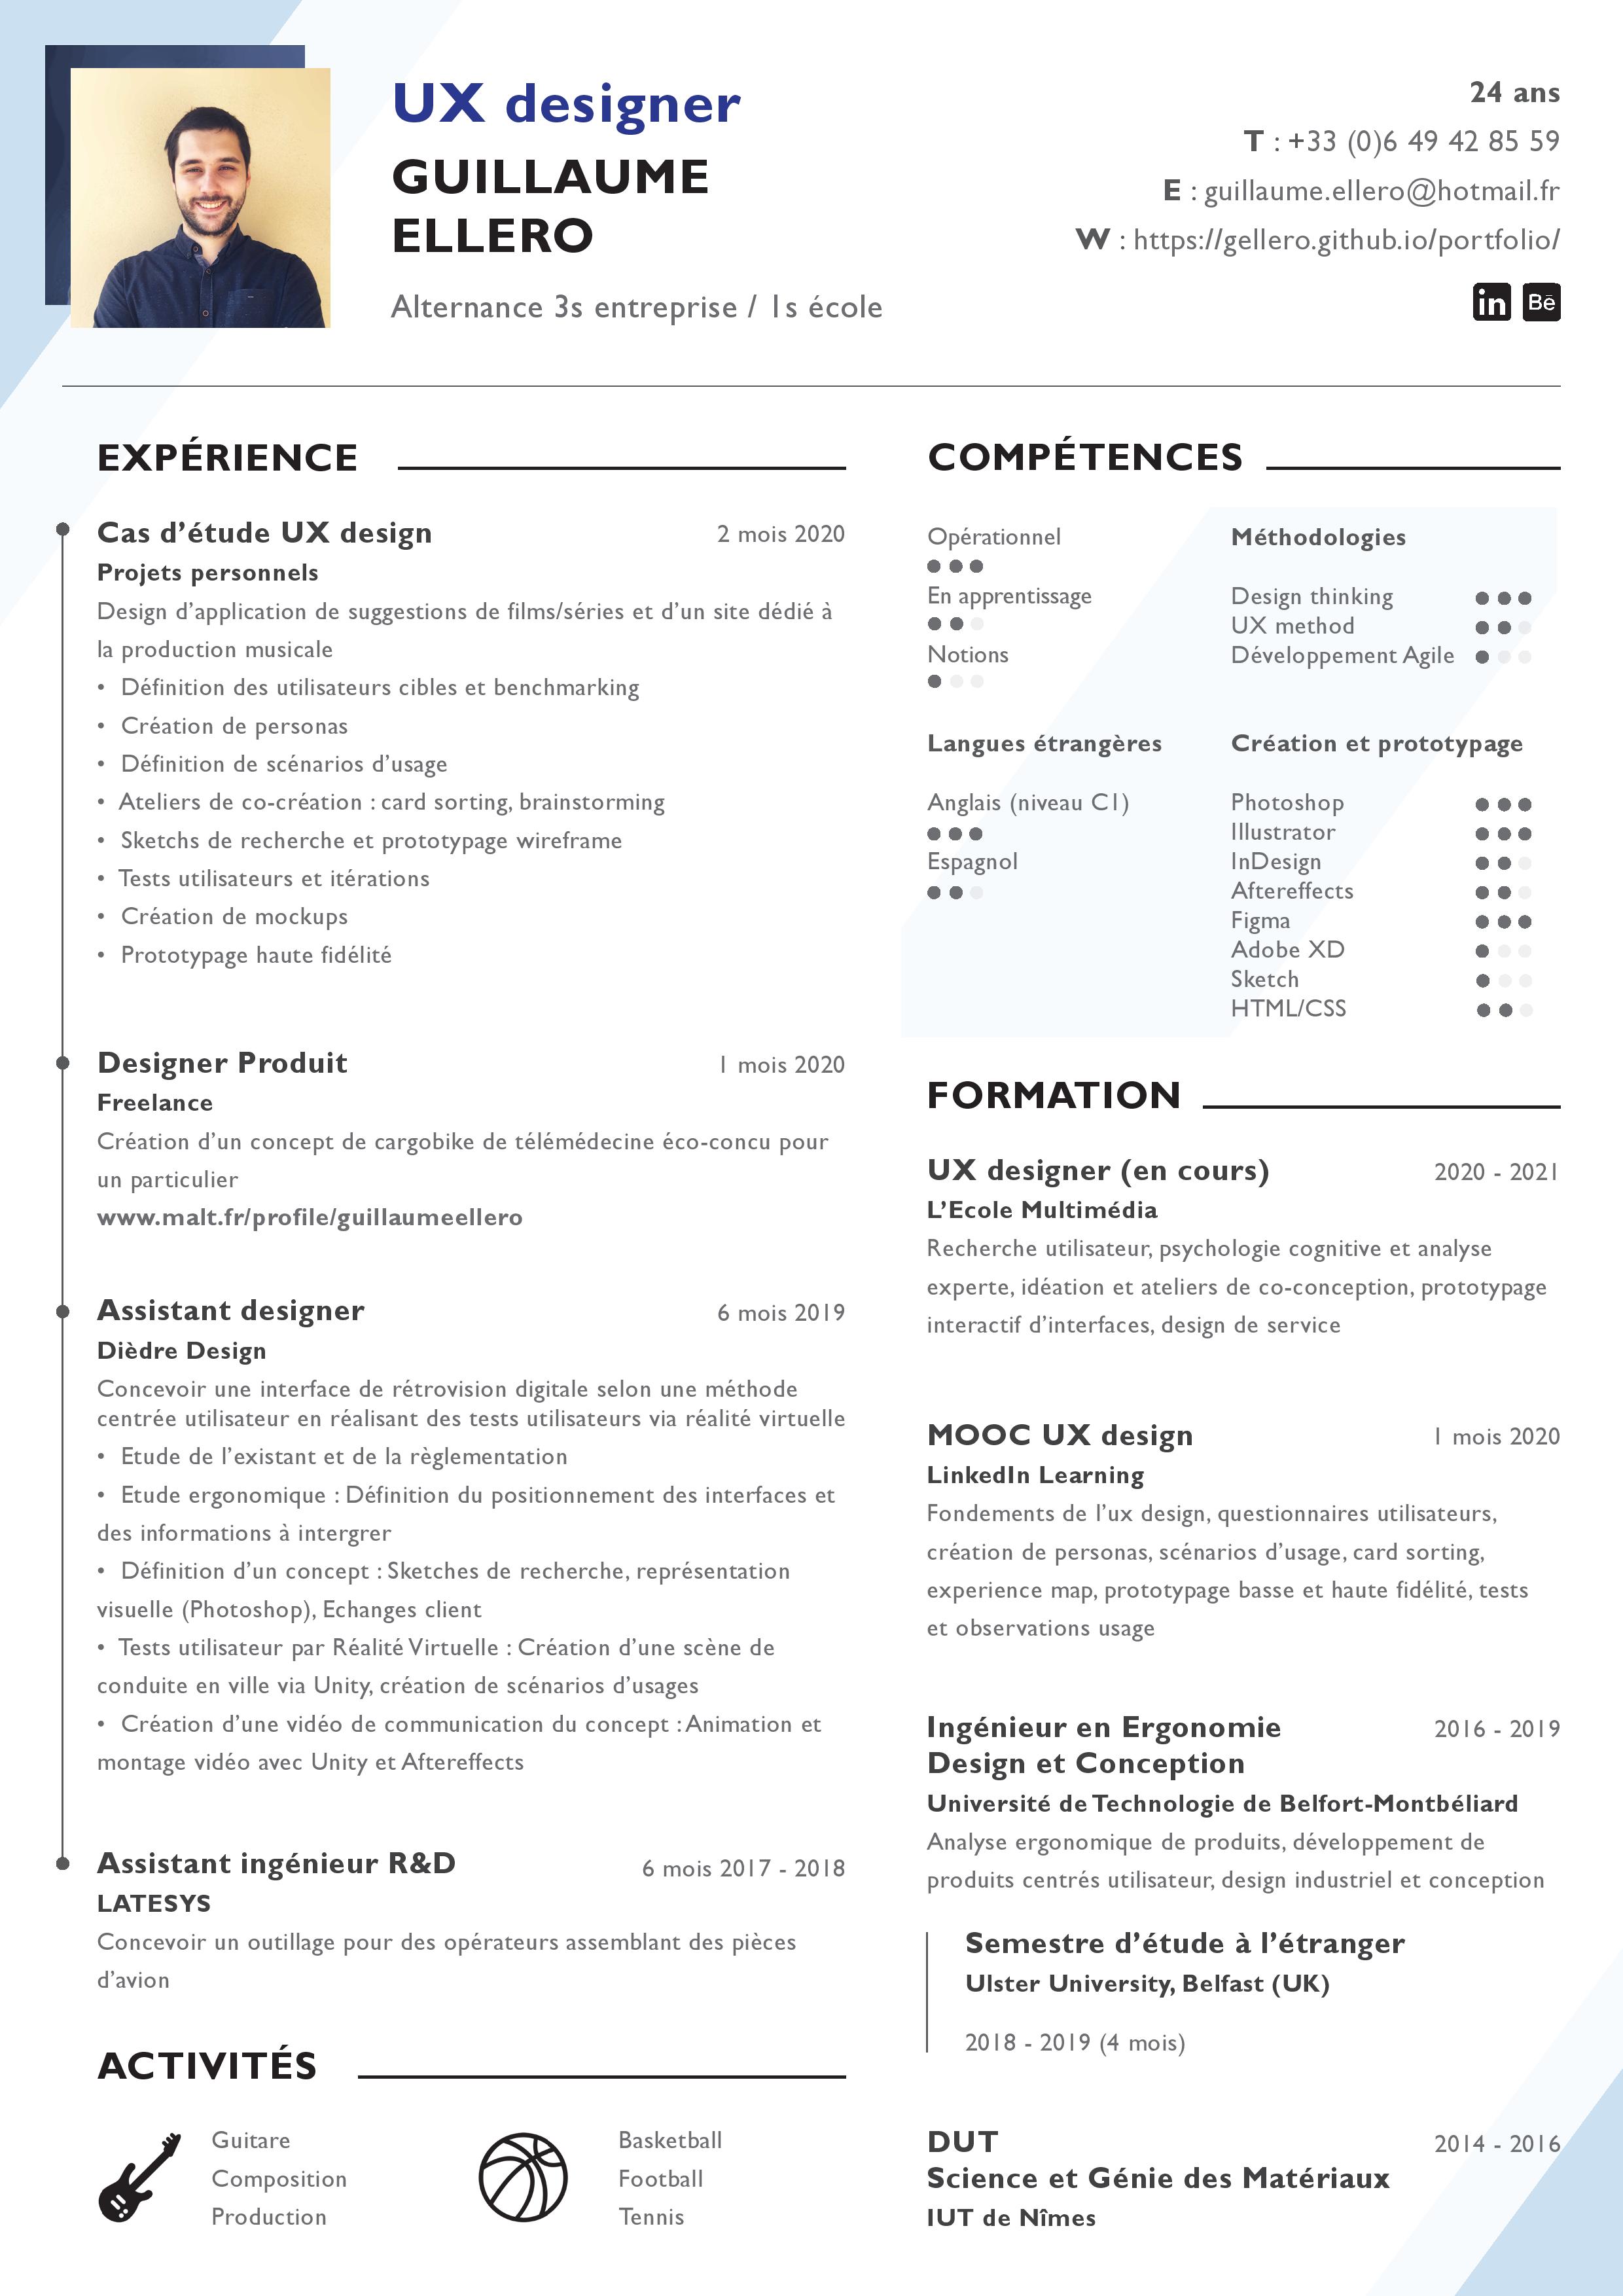 UX designer
GUILLAUME
ELLERO
Alternance 3s entreprise / 1s école
24 ans
T : +33 (0)6 49 42 85 59
E : guillaume.ellero@hotmail.fr
W : https://gellero.github.io/portfolio/
in Bē
EXPÉRIENCE
Cas d’étude UX design 2 mois 2020
Projets personnels
Design d’application de suggestions de films/séries et d’un site dédié à
la production musicale
• Définition des utilisateurs cibles et benchmarking
• Création de personas
• Définition de scénarios d’usage
• Ateliers de co-création : card sorting, brainstorming
• Sketchs de recherche et prototypage wireframe
• Tests utilisateurs et itérations
• Création de mockups
• Prototypage haute fidélité
Designer Produit 1 mois 2020
Freelance
Création d’un concept de cargobike de télémédecine éco-concu pour
un particulier
www.malt.fr/profile/guillaumeellero
Assistant designer 6 mois 2019
Dièdre Design
Concevoir une interface de rétrovision digitale selon une méthode
centrée utilisateur en réalisant des tests utilisateurs via réalité virtuelle
• Etude de l’existant et de la règlementation
• Etude ergonomique : Définition du positionnement des interfaces et
des informations à intergrer
• Définition d’un concept : Sketches de recherche, représentation
visuelle (Photoshop), Echanges client
• Tests utilisateur par Réalité Virtuelle : Création d’une scène de
conduite en ville via Unity, création de scénarios d’usages
• Création d’une vidéo de communication du concept : Animation et
montage vidéo avec Unity et Aftereffects
Assistant ingénieur R&D 6 mois 2017 - 2018
LATESYS
Concevoir un outillage pour des opérateurs assemblant des pièces
d’avion
ACTIVITÉS
Guitare
Composition
Production
Basketball
Football
Tennis
COMPÉTENCES
Opérationnel
En apprentissage
Notions
Méthodologies
Design thinking
UX method
Développement Agile
Langues étrangères
Anglais (niveau C1)
Espagnol
Création et prototypage
Photoshop
Illustrator
InDesign
Aftereffects
Figma
Adobe XD
Sketch
HTML/CSS
FORMATION
UX designer (en cours) 2020 - 2021
L’Ecole Multimédia
Recherche utilisateur, psychologie cognitive et analyse
experte, idéation et ateliers de co-conception, prototypage
interactif d’interfaces, design de service
MOOC UX design 1 mois 2020
LinkedIn Learning
Fondements de l’ux design, questionnaires utilisateurs,
création de personas, scénarios d’usage, card sorting,
experience map, prototypage basse et haute fidélité, tests
et observations usage
Ingénieur en Ergonomie 2016 - 2019
Design et Conception
Université de Technologie de Belfort-Montbéliard
Analyse ergonomique de produits, développement de
produits centrés utilisateur, design industriel et conception
Semestre d’étude à l’étranger
Ulster University, Belfast (UK)
2018 - 2019 (4 mois)
DUT 2014 - 2016
Science et Génie des Matériaux
IUT de Nîmes